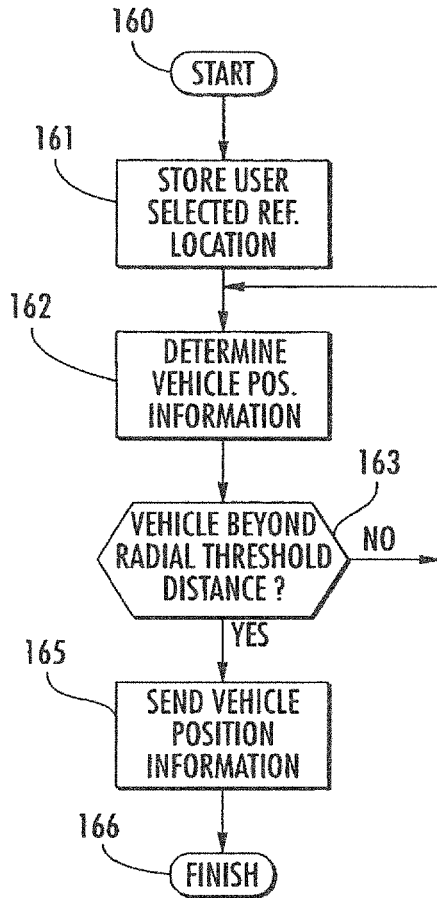 160
START
161
STORE USER
SELECTED REF.
LOCATION
162
DETERMINE
VEHICLE POS.
INFORMATION
163
VEHICLE BEYOND
RADIAL THRESHOLD
DISTANCE ?
NO
YES
165
SEND VEHICLE
POSITION
INFORMATION
166
FINISH